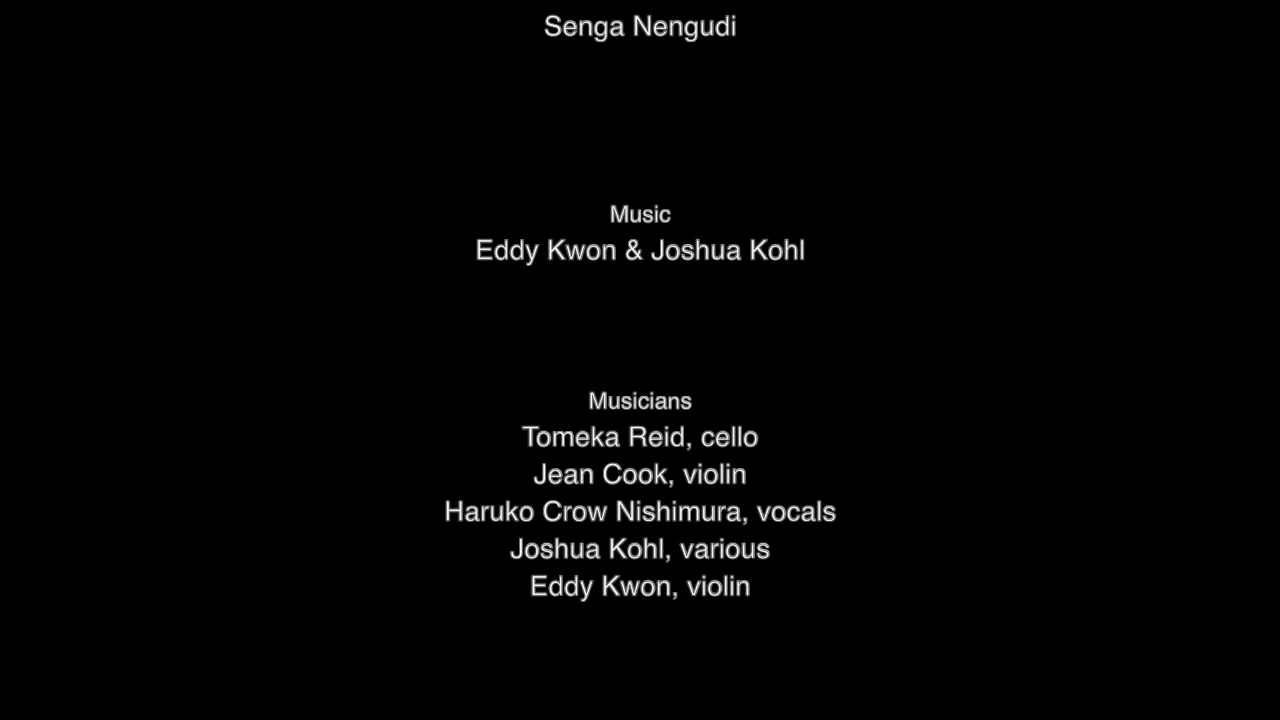 Senga Nengudi
Music
Eddy Kwon & Joshua Kohl
Musicians
Tomeka Reid, cello
Jean Cook, violin
Haruko Crow Nishimura, vocals
Joshua Kohl, various
Eddy Kwon, violin